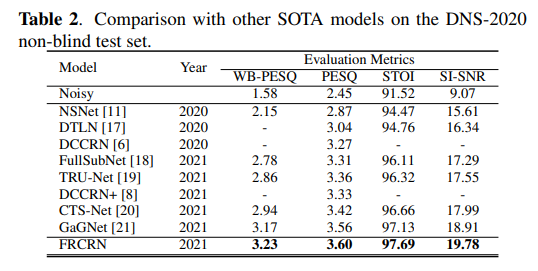 Table 2. Comparison with other SOTA models on the DNS-2020
non-blind test set.
Model Year Evaluation Metrics
WB-PESQ PESQ STOI SI-SNR
Noisy 1.58 2.45 91.52 9.07
NSNet [11] 2020 2.15 2.87 94.47 15.61
DTLN [17] 2020 - 3.04 94.76 16.34
DCCRN [6] 2020 - 3.27 - -
FullSubNet [18] 2021 2.78 3.31 96.11 17.29
TRU-Net [19] 2021 2.86 3.36 96.32 17.55
DCCRN+ [8] 2021 - 3.33 - -
CTS-Net [20] 2021 2.94 3.42 96.66 17.99
GaGNet [21] 2021 3.17 3.56 97.13 18.91
FRCRN 2021 3.23 3.60 97.69 19.78